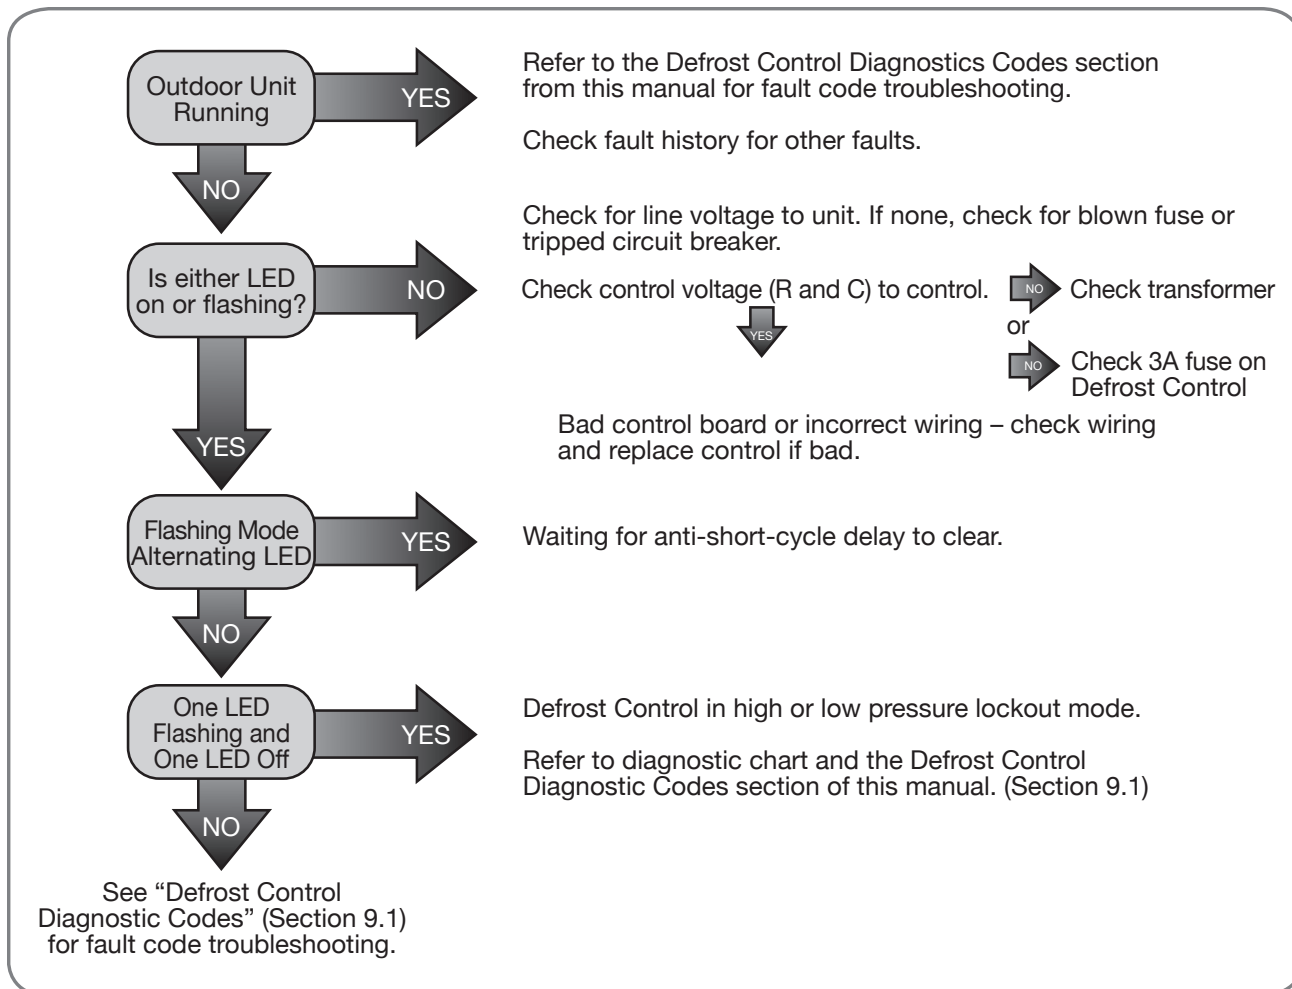 Outdoor Unit
Running
YES
Refer to the Defrost Control Diagnostics Codes section
from this manual for fault code troubleshooting.
Check fault history for other faults.
NO
Check for line voltage to unit. If none, check for blown fuse or
tripped circuit breaker.
Is either LED
on or flashing?
NO
Check control voltage (R and C) to control.
NO
Check transformer
or
YES
NO
Check 3A fuse on
Defrost Control
Bad control board or incorrect wiring – check wiring
and replace control if bad.
YES
Flashing Mode
Alternating LED
YES
Waiting for anti-short-cycle delay to clear.
NO
One LED
Flashing and
One LED Off
YES
Defrost Control in high or low pressure lockout mode.
Refer to diagnostic chart and the Defrost Control
Diagnostic Codes section of this manual. (Section 9.1)
NO
See “Defrost Control
Diagnostic Codes” (Section 9.1)
for fault code troubleshooting.